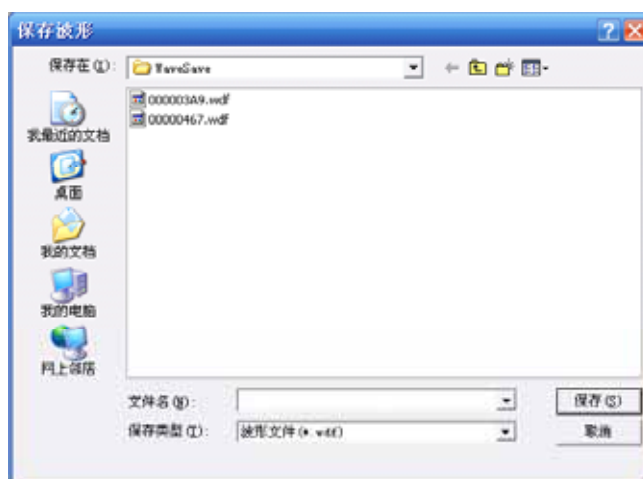 保存波形
保存在(I):
WaveSave
000003A9.wdf
00000467.wdf
我最近的文档
桌面
我的文档
我的电脑
网上邻居
文件名(N):
保存(S)
保存类型(T):
波形文件(*.wdf)
取消